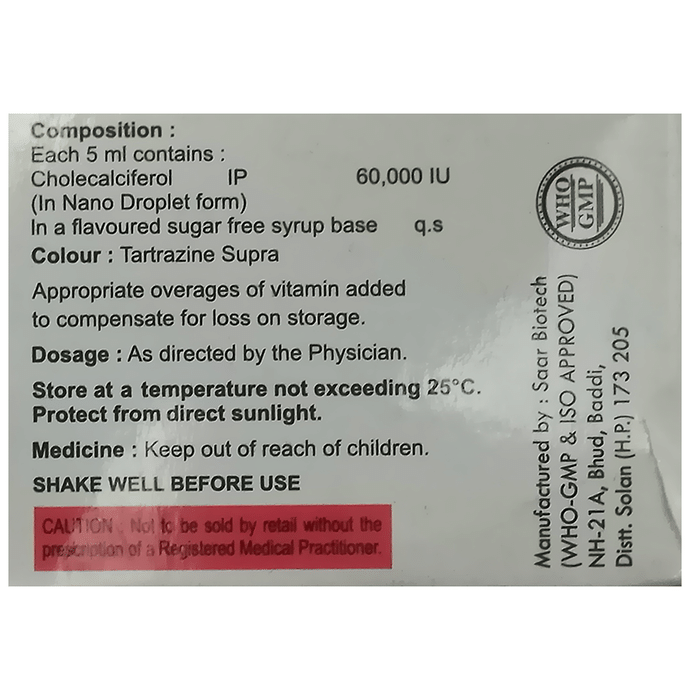 Composition :
Each 5 ml contains :
Cholecalciferol IP 60,000 IU
(In Nano Droplet form)
In a flavoured sugar free syrup base q.s
Colour : Tartrazine Supra
Appropriate overages of vitamin added
to compensate for loss on storage.
Dosage : As directed by the Physician.
Store at a temperature not exceeding 25°C.
Protect from direct sunlight.
Medicine : Keep out of reach of children.
SHAKE WELL BEFORE USE
CAUTION : Not to be sold by retail without the
prescription of a Registered Medical Practitioner.
WHO
GMP
Manufactured by : Saar Biotech
(WHO-GMP & ISO APPROVED)
NH-21A, Bhud, Baddi,
Distt. Solan (H.P.) 173 205